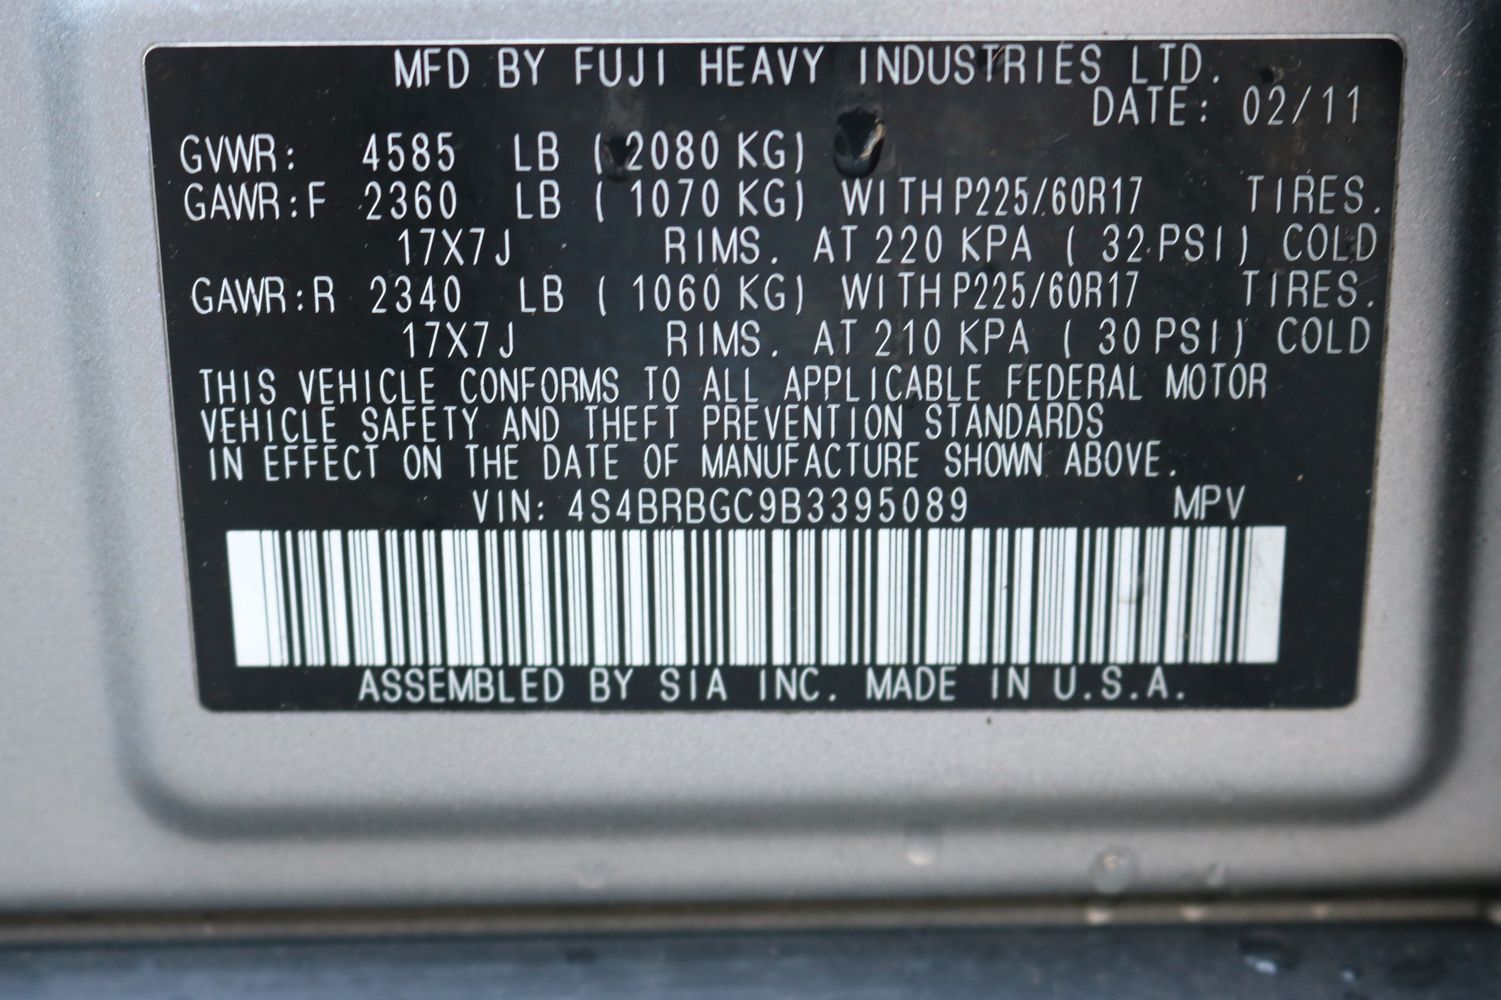 MFD BY FUJI HEAVY INDUSTRIES LTD.
DATE: 02/11
GVWR: 4585 LB ( 2080 KG)
GAWR:F 2360 LB ( 1070 KG) WITH P225/60R17 TIRES.
17X7J RIMS. AT 220 KPA ( 32 PSI) COLD
GAWR:R 2340 LB ( 1060 KG) WITH P225/60R17 TIRES.
17X7J RIMS. AT 210 KPA ( 30 PSI) COLD
THIS VEHICLE CONFORMS TO ALL APPLICABLE FEDERAL MOTOR
VEHICLE SAFETY AND THEFT PREVENTION STANDARDS
IN EFFECT ON THE DATE OF MANUFACTURE SHOWN ABOVE.
VIN: 4S4BRBGC9B3395089 MPV
ASSEMBLED BY SIA INC. MADE IN U.S.A.